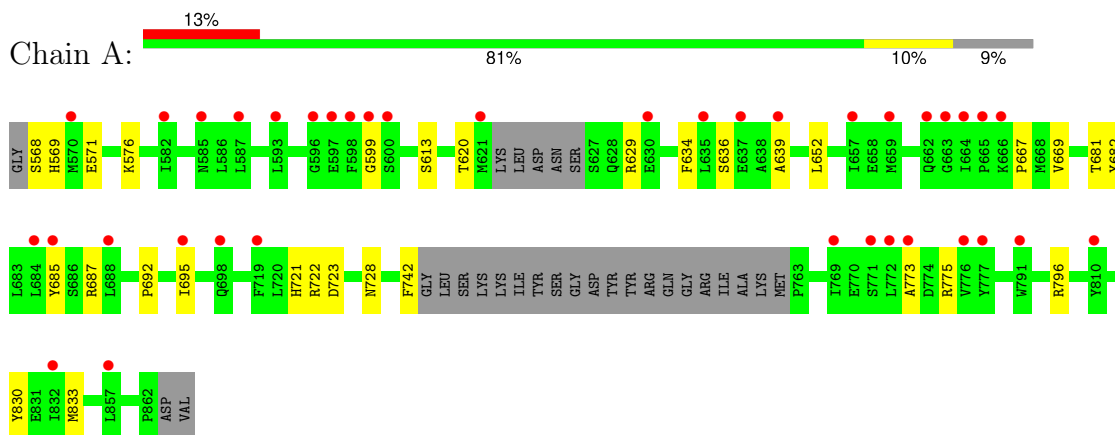 13%
Chain A:
81% 10% 9%
GLY S568 H569 M570 E571 K576 I582 N585 L586 L587 L593 G596 E597 F598 G599 S600 S613 T620 M621 LYS LEU ASP ASN SER S627 Q628 R629 E630 F634 L635 S636 E637 A638 A639 L652 I657 E658 M659 Q662 G663 I664 P665 K666 P667 M668 V669 T681 Y682
L683 L684 Y685 S686 R687 L688 P692 I695 Q698 F719 L720 H721 R722 D723 N728 F742 GLY LEU SER LYS LYS ILE TYR SER GLY ASP TYR TYR ARG GLN GLY ARG ILE ALA LYS MET P763 I769 E770 S771 L772 A773 D774 R775 V776 Y777 W791 R796 Y810
Y830 E831 I832 M833 L857 P862 ASP VAL